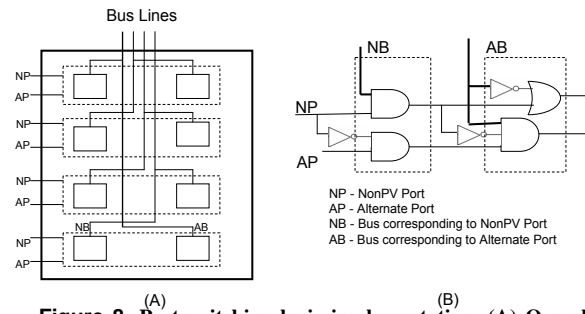 Bus Lines
NP
AP
NP
AP
NP
AP
NB
AB
NP
AP
(A)
NB
AB
NP
AP
NP - NonPV Port
AP - Alternate Port
NB - Bus corresponding to NonPV Port
AB - Bus corresponding to Alternate Port
(B)